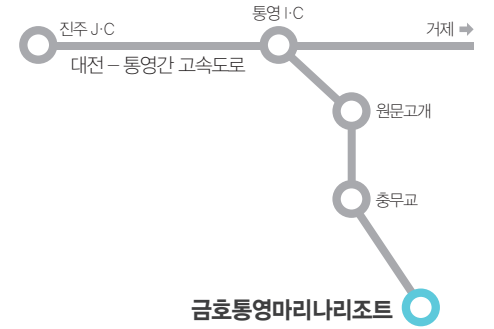 통영 I·C
진주 J·C
거제 ➡
대전 – 통영간 고속도로
원문고개
충무교
금호통영마리나리조트